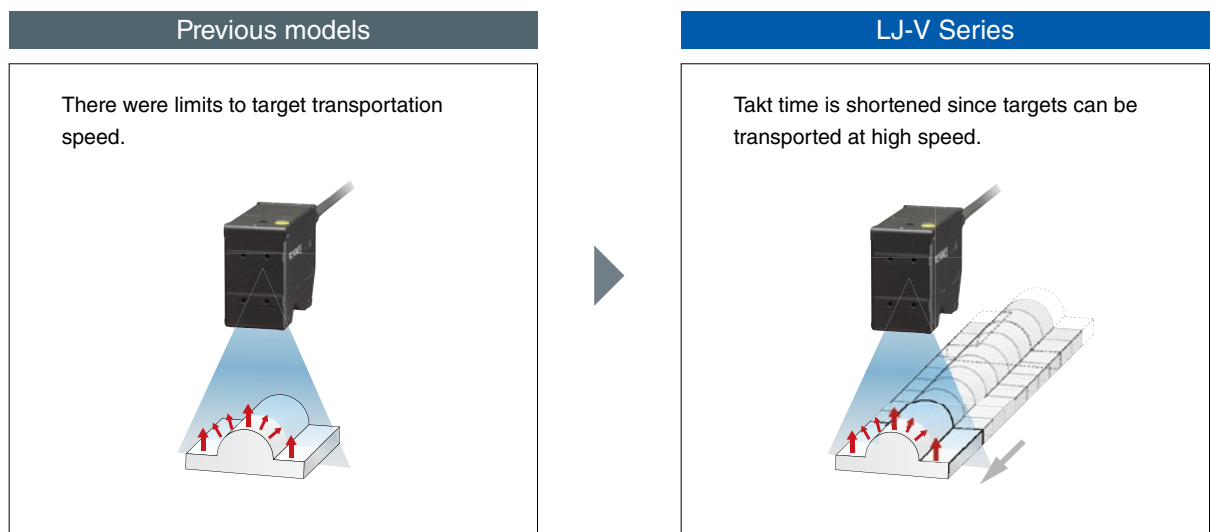 Previous models
There were limits to target transportation
speed.
LJ-V Series
Takt time is shortened since targets can be
transported at high speed.